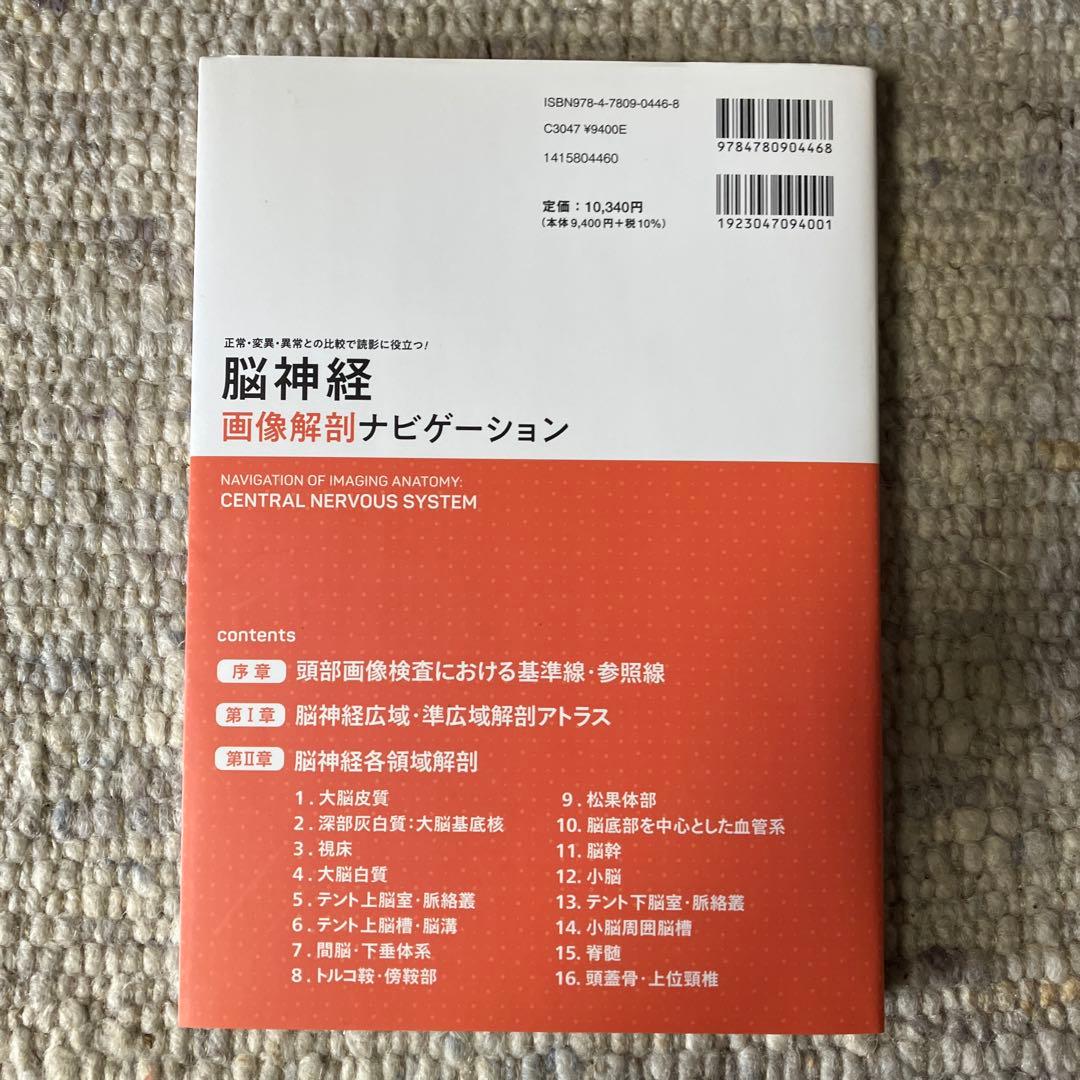 ISBN978-4-7809-0446-8
C3047 ¥9400E
1415804460
定価：10,340円
（本体9,400円＋税10%）
9784780904468
1923047094001
正常・変異・異常との比較で読影に役立つ！
脳神経
画像解剖ナビゲーション
NAVIGATION OF IMAGING ANATOMY:
CENTRAL NERVOUS SYSTEM
contents
序章 頭部画像検査における基準線・参照線
第Ⅰ章 脳神経広域・準広域解剖アトラス
第Ⅱ章 脳神経各領域解剖
1．大脳皮質
2．深部灰白質：大脳基底核
3．視床
4．大脳白質
5．テント上脳室・脈絡叢
6．テント上脳槽・脳溝
7．間脳・下垂体系
8．トルコ鞍・傍鞍部
9．松果体部
10．脳底部を中心とした血管系
11．脳幹
12．小脳
13．テント下脳室・脈絡叢
14．小脳周囲脳槽
15．脊髄
16．頭蓋骨・上位頸椎